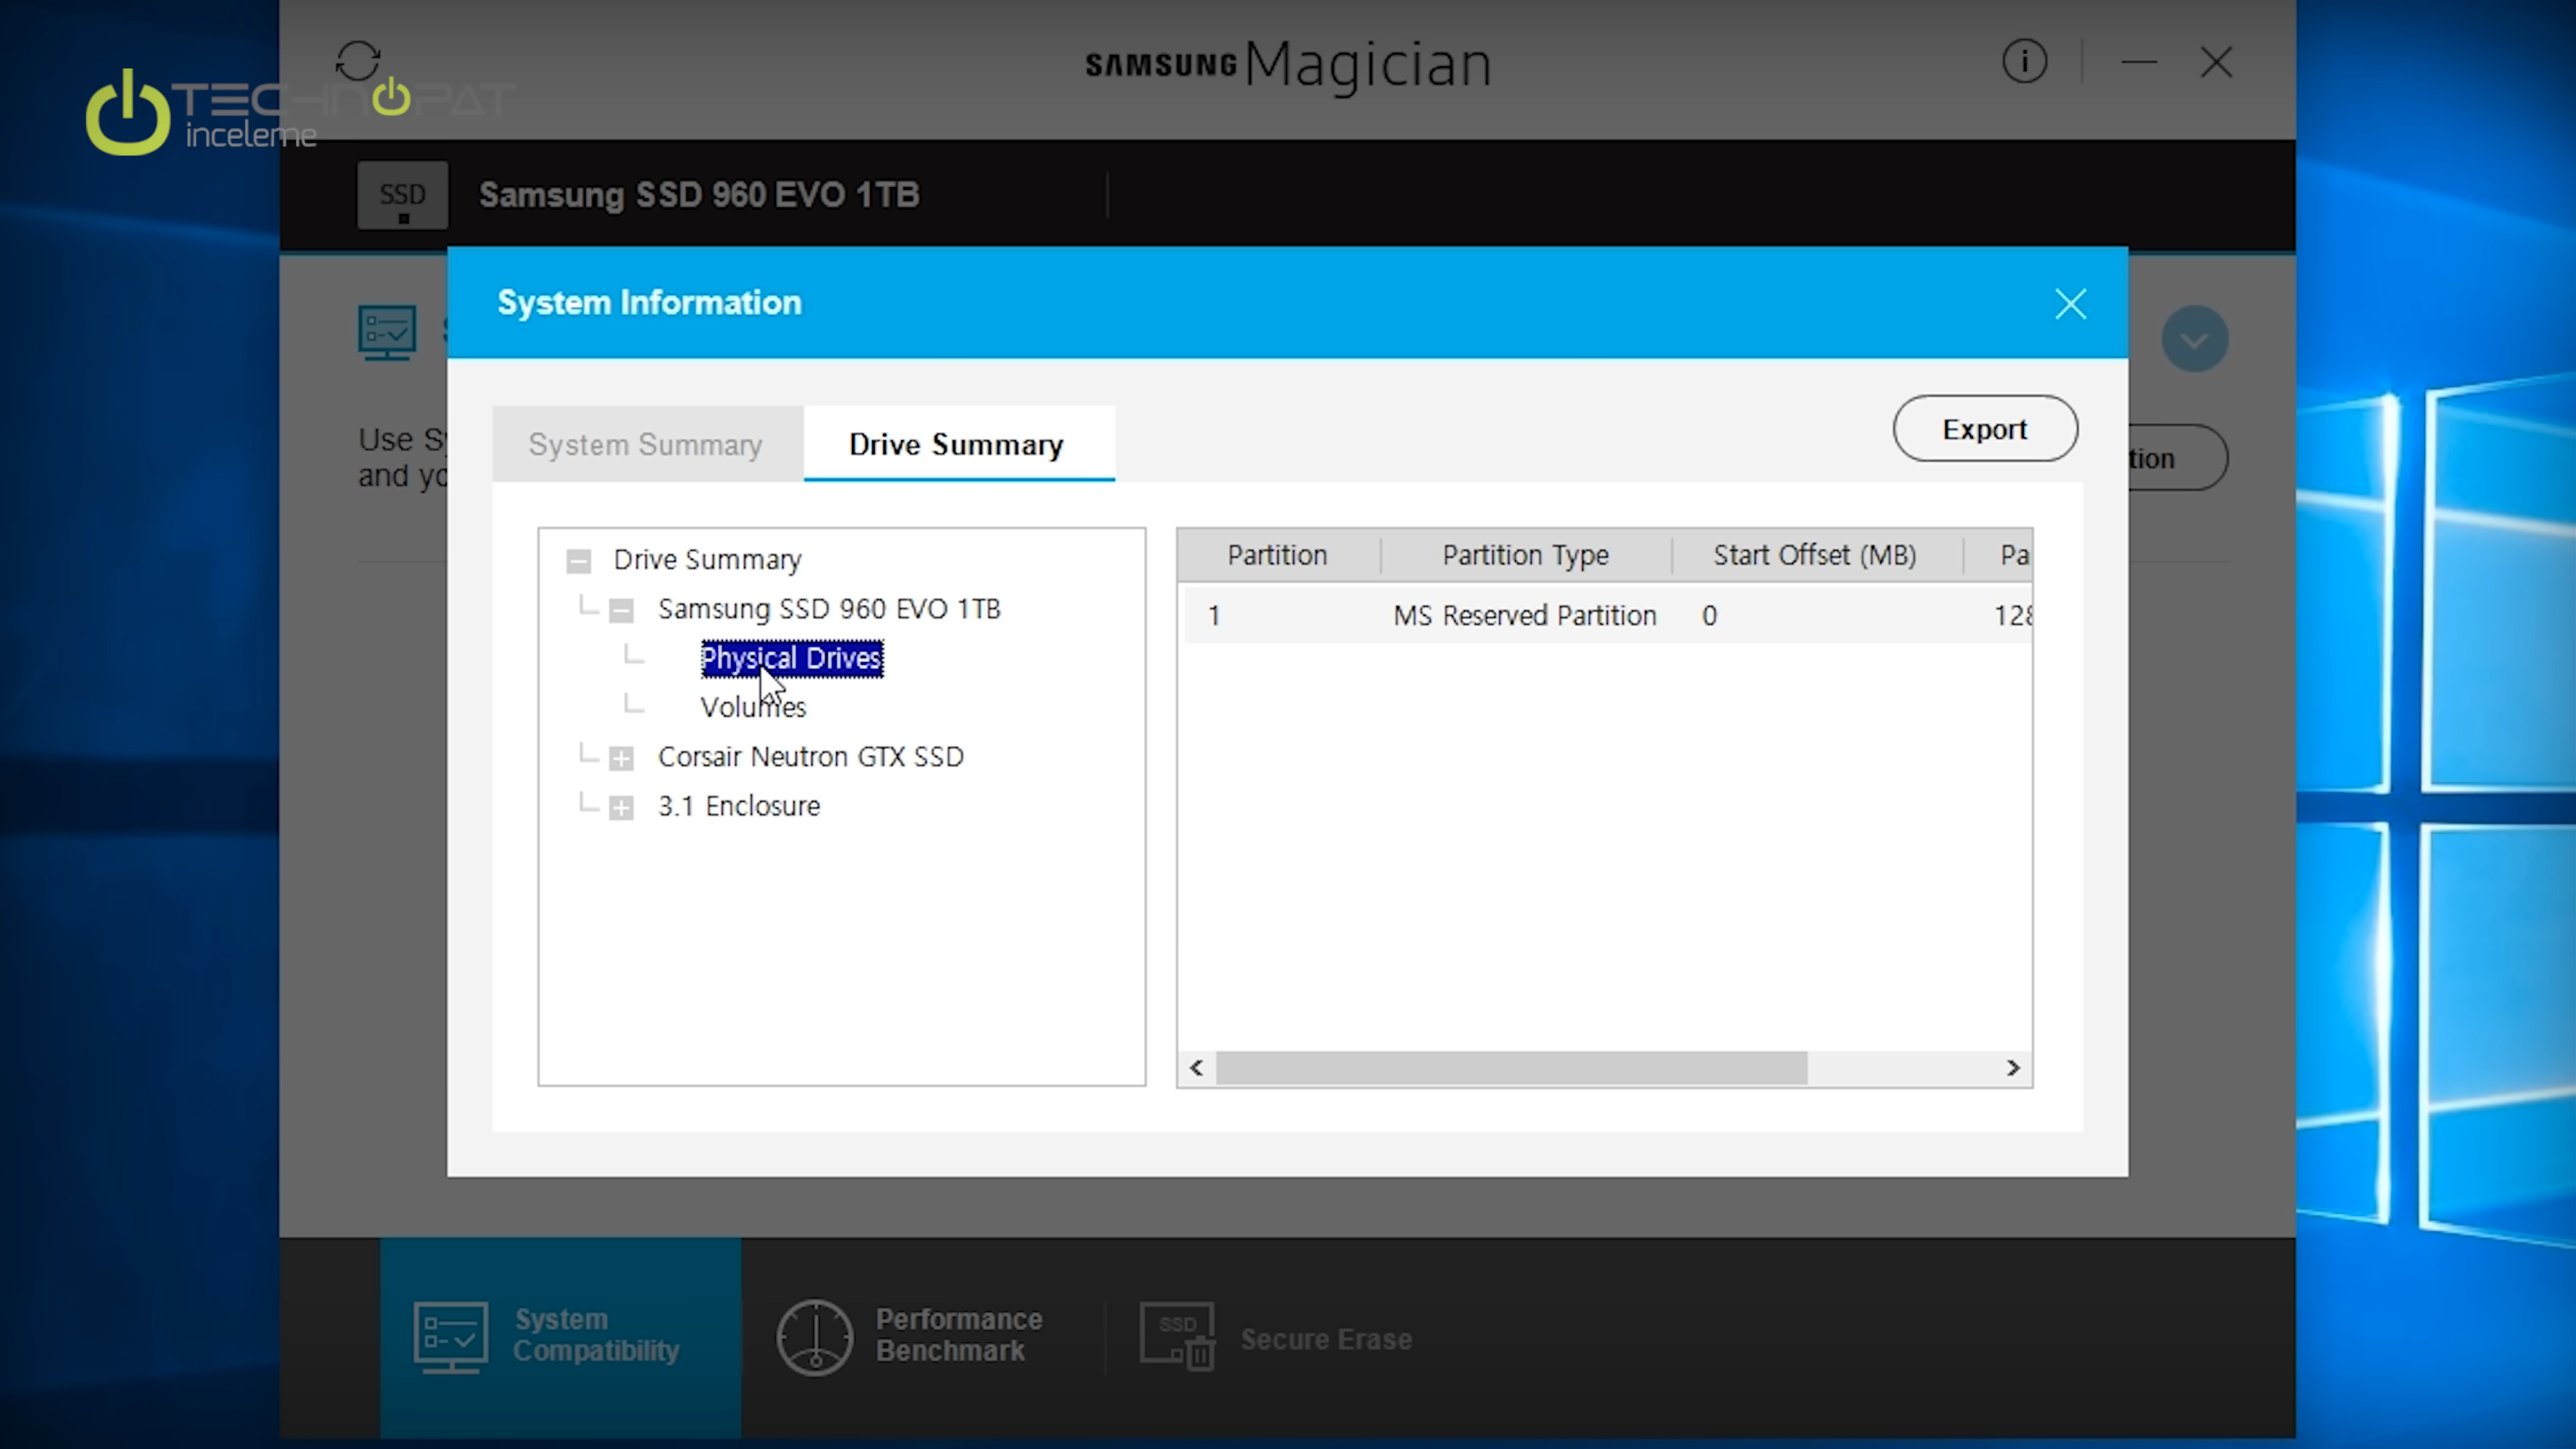 SAMSUNG Magician
TECHNOPAT
inceleme
SSD
Samsung SSD 960 EVO 1TB
System Information
Use Sy
and yo
tion
System Summary
Drive Summary
Export
Drive Summary
Samsung SSD 960 EVO 1TB
Physical Drives
Volumes
Corsair Neutron GTX SSD
3.1 Enclosure
Partition Partition Type Start Offset (MB) Pa
1 MS Reserved Partition 0 128
System
Compatibility
Performance
Benchmark
SSD
Secure Erase